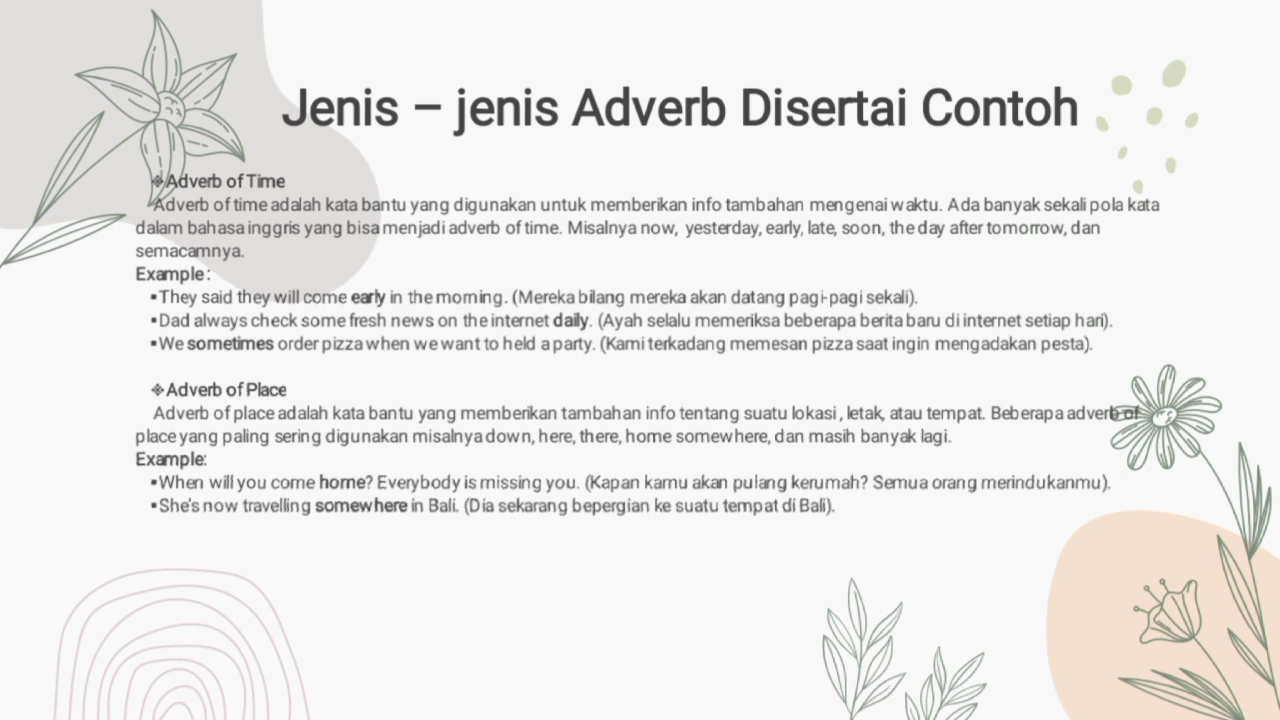 Jenis – jenis Adverb Disertai Contoh
❖Adverb of Time
Adverb of time adalah kata bantu yang digunakan untuk memberikan info tambahan mengenai waktu. Ada banyak sekali pola kata
dalam bahasa inggris yang bisa menjadi adverb of time. Misalnya now, yesterday, early, late, soon, the day after tomorrow, dan
semacamnya.
Example:
▪They said they will come early in the morning. (Mereka bilang mereka akan datang pagi-pagi sekali).
▪Dad always check some fresh news on the internet daily. (Ayah selalu memeriksa beberapa berita baru di internet setiap hari).
▪We sometimes order pizza when we want to held a party. (Kami terkadang memesan pizza saat ingin mengadakan pesta).
❖Adverb of Place
Adverb of place adalah kata bantu yang memberikan tambahan info tentang suatu lokasi, letak, atau tempat. Beberapa adverb of
place yang paling sering digunakan misalnya down, here, there, home somewhere, dan masih banyak lagi.
Example:
▪When will you come home? Everybody is missing you. (Kapan kamu akan pulang kerumah? Semua orang merindukanmu).
▪She's now travelling somewhere in Bali. (Dia sekarang bepergian ke suatu tempat di Bali).